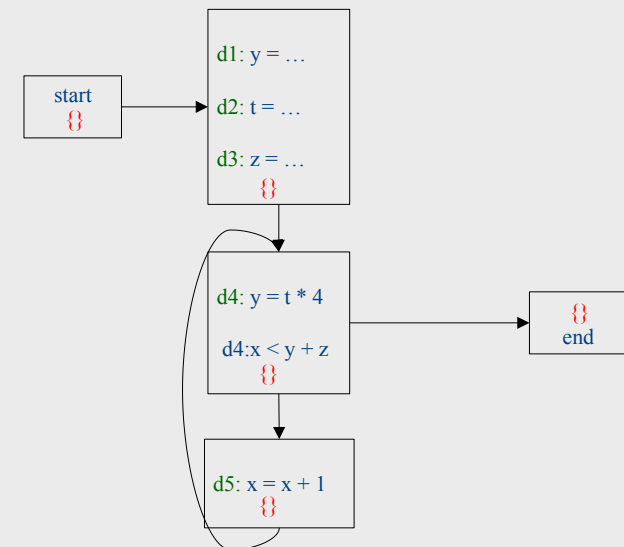 start
{}
d1: y = …
d2: t = …
d3: z = …
{}
d4: y = t * 4
d4:x < y + z
{}
{}
end
d5: x = x + 1
{}